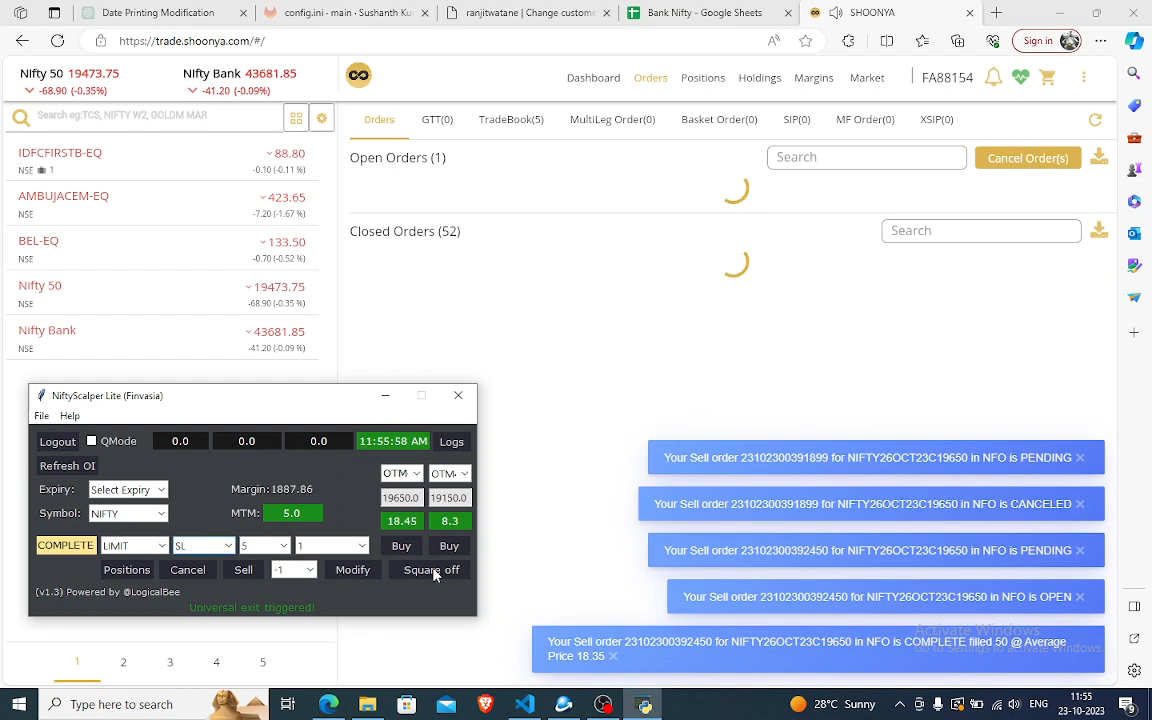 Date Printing Modification
config.ini · main · Sushanth Ku
ranjitwatane | Change custome
Bank Nifty - Google Sheets
SHOONYA
https://trade.shoonya.com/#/
Sign in
Nifty 50 19473.75
-68.90 (-0.35%)
Nifty Bank 43681.85
-41.20 (-0.09%)
Dashboard
Orders
Positions
Holdings
Margins
Market
FA88154
Search eg:TCS, NIFTY W2, GOLDM MAR
Orders
GTT(0)
TradeBook(5)
MultiLeg Order(0)
Basket Order(0)
SIP(0)
MF Order(0)
XSIP(0)
IDFCFIRSTB-EQ
88.80
NSE 1
-0.10 (-0.11 %)
AMBUJACEM-EQ
423.65
NSE
-7.20 (-1.67 %)
BEL-EQ
133.50
NSE
-0.70 (-0.52 %)
Nifty 50
19473.75
NSE
-68.90 (-0.35 %)
Nifty Bank
43681.85
NSE
-41.20 (-0.09 %)
Open Orders (1)
Search
Cancel Order(s)
Closed Orders (52)
Search
NiftyScalper Lite (Finvasia)
File Help
Logout QMode 0.0 0.0 0.0 11:55:58 AM Logs
Refresh OI
OTM OTM
Expiry: Select Expiry Margin:1887.86 19650.0 19150.0
Symbol: NIFTY MTM: 5.0 18.45 8.3
COMPLETE LIMIT SL 5 1 Buy Buy
Positions Cancel Sell -1 Modify Square off
(v1.3) Powered by @LogicalBee
Universal exit triggered!
Your Sell order 23102300391899 for NIFTY26OCT23C19650 in NFO is PENDING
Your Sell order 23102300391899 for NIFTY26OCT23C19650 in NFO is CANCELED
Your Sell order 23102300392450 for NIFTY26OCT23C19650 in NFO is PENDING
Your Sell order 23102300392450 for NIFTY26OCT23C19650 in NFO is OPEN
Your Sell order 23102300392450 for NIFTY26OCT23C19650 in NFO is COMPLETE filled 50 @ Average
Price 18.35
Activate Windows
Go to Settings to activate Windows.
1 2 3 4 5
Type here to search
28°C Sunny
ENG
11:55
23-10-2023
9